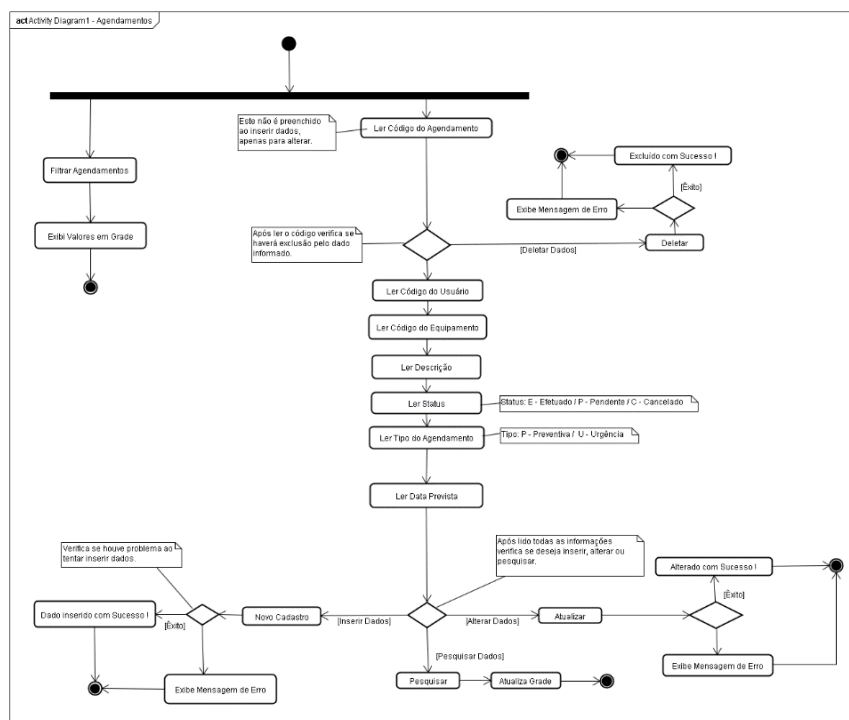 act Activity Diagram1 - Agendamentos
Este não é preenchido
ao inserir dados,
apenas para alterar.
Ler Código do Agendamento
Filtrar Agendamentos
Excluído com Sucesso !
[Êxito]
Exibe Mensagem de Erro
Exibi Valores em Grade
Após ler o código verifica se
haverá exclusão pelo dado
informado.
[Deletar Dados]
Deletar
Ler Código do Usuário
Ler Código do Equipamento
Ler Descrição
Ler Status
Status: E - Efetuado / P - Pendente / C - Cancelado
Ler Tipo do Agendamento
Tipo: P - Preventiva / U - Urgência
Ler Data Prevista
Verifica se houve problema ao
tentar inserir dados.
Após lido todas as informações
verifica se deseja inserir, alterar ou
pesquisar.
Alterado com Sucesso !
[Êxito]
Dado inserido com Sucesso !
[Êxito]
Novo Cadastro
[Inserir Dados]
[Alterar Dados]
Atualizar
[Pesquisar Dados]
Exibe Mensagem de Erro
Pesquisar
Atualiza Grade
Exibe Mensagem de Erro